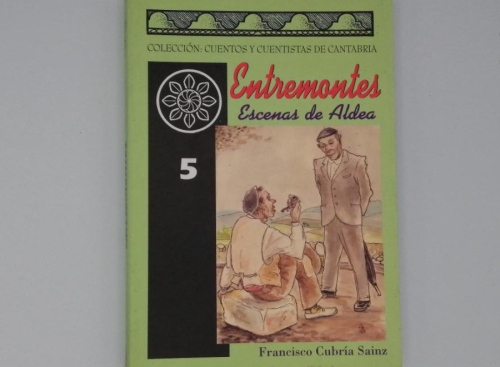 COLECCIÓN: CUENTOS Y CUENTISTAS DE CANTABRIA
Entremontes
Escenas de Aldea
5
Francisco Cubría Sainz